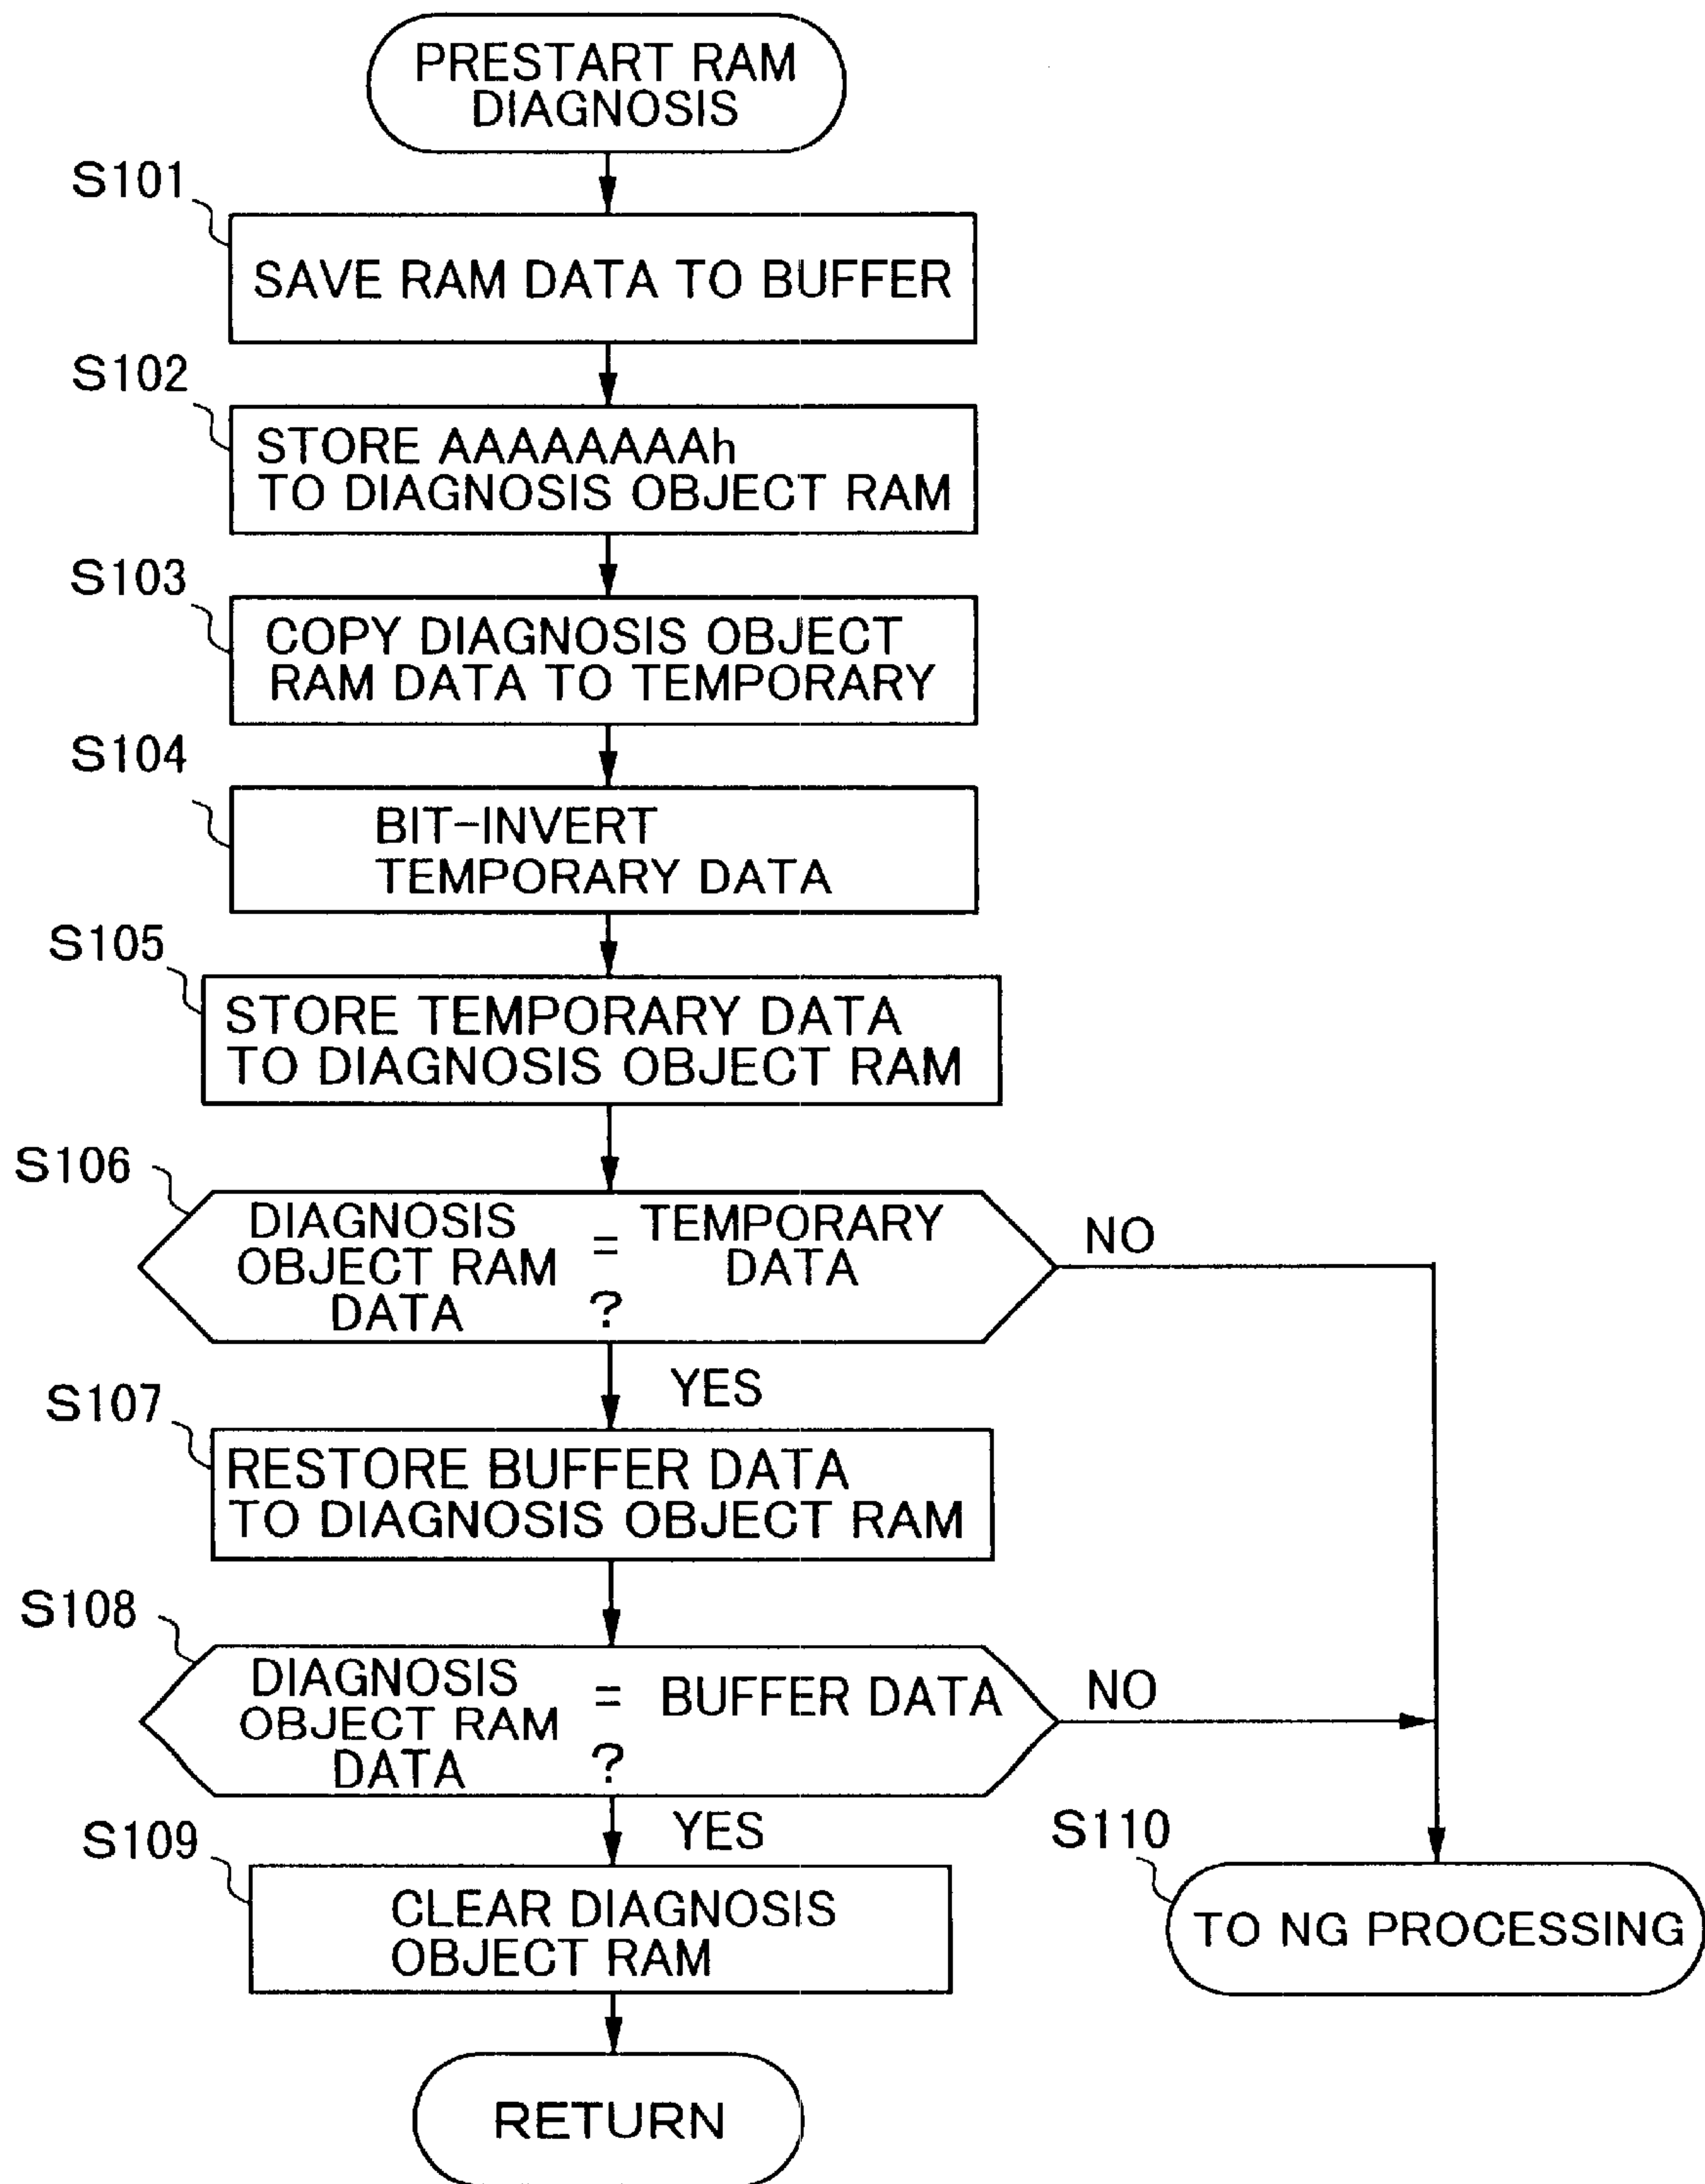 PRESTART RAM
DIAGNOSIS
S101
SAVE RAM DATA TO BUFFER
S102
STORE AAAAAAAAh
TO DIAGNOSIS OBJECT RAM
S103
COPY DIAGNOSIS OBJECT
RAM DATA TO TEMPORARY
S104
BIT-INVERT
TEMPORARY DATA
S105
STORE TEMPORARY DATA
TO DIAGNOSIS OBJECT RAM
S106
DIAGNOSIS
OBJECT RAM
DATA
=
?
TEMPORARY
DATA
NO
YES
S107
RESTORE BUFFER DATA
TO DIAGNOSIS OBJECT RAM
S108
DIAGNOSIS
OBJECT RAM
DATA
=
?
BUFFER DATA
NO
YES
S109
CLEAR DIAGNOSIS
OBJECT RAM
S110
TO NG PROCESSING
RETURN